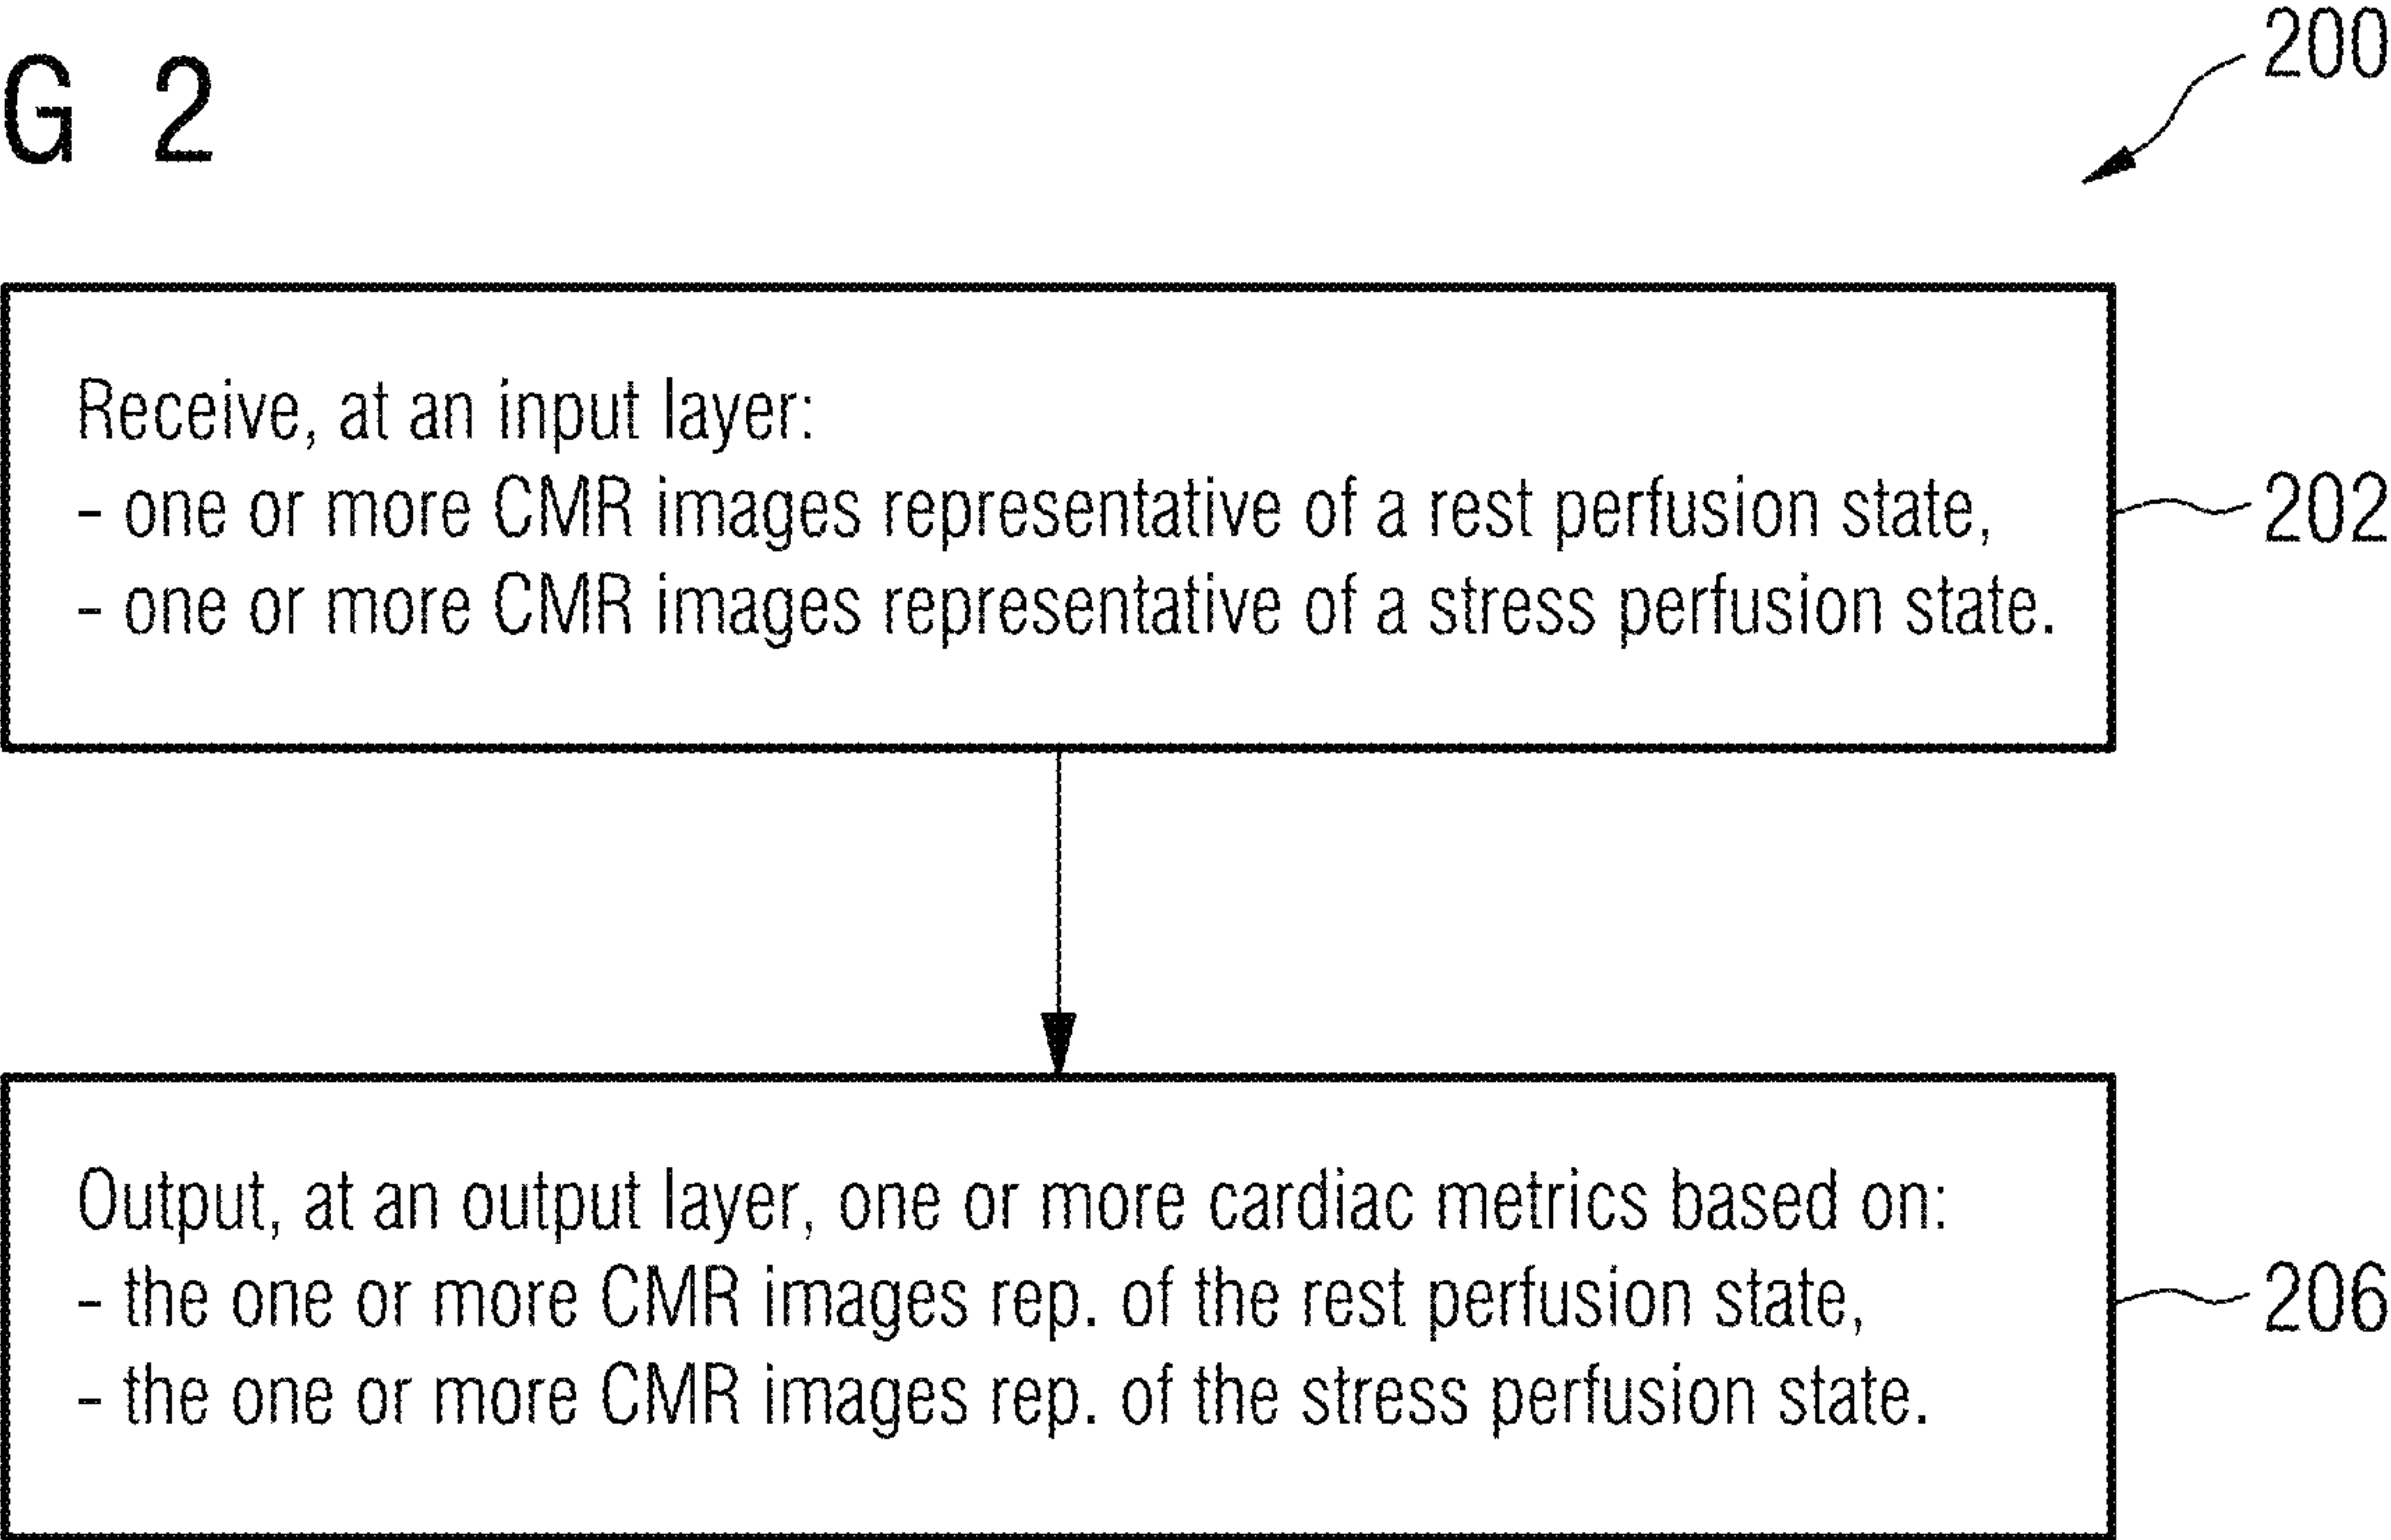 G 2
200
Receive, at an input layer:
- one or more CMR images representative of a rest perfusion state,
- one or more CMR images representative of a stress perfusion state.
202
Output, at an output layer, one or more cardiac metrics based on:
- the one or more CMR images rep. of the rest perfusion state,
- the one or more CMR images rep. of the stress perfusion state.
206